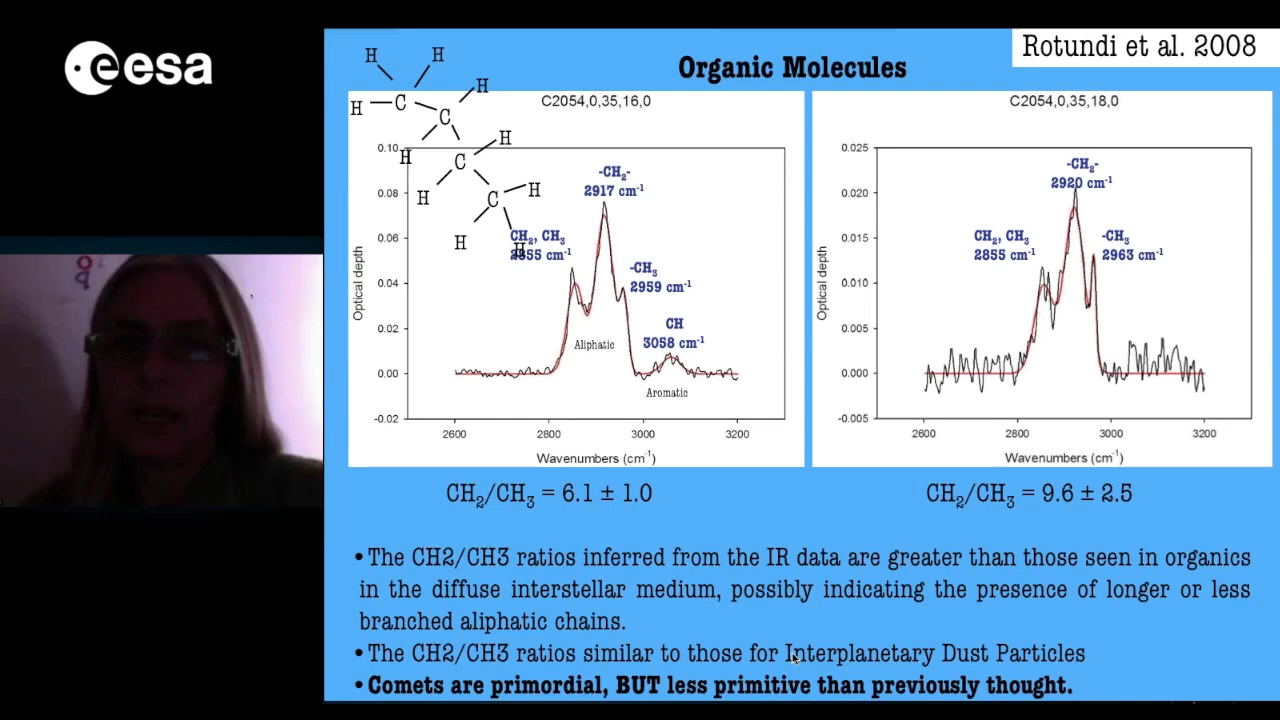 esa
Rotundi et al. 2008
Organic Molecules
H H
H
H C
C
H
H
C
H
C H
H
H
C2054,0,35,16,0
0.10
0.08
0.06
0.04
0.02
0.00
-0.02
Optical depth
-CH₂-
2917 cm⁻¹
CH₂, CH₃
2855 cm⁻¹
-CH₃
2959 cm⁻¹
CH
3058 cm⁻¹
Aliphatic
Aromatic
2600 2800 3000 3200
Wavenumbers (cm⁻¹)
C2054,0,35,18,0
0.025
0.020
0.015
0.010
0.005
0.000
-0.005
Optical depth
-CH₂-
2920 cm⁻¹
CH₂, CH₃
2855 cm⁻¹
-CH₃
2963 cm⁻¹
2600 2800 3000 3200
Wavenumbers (cm⁻¹)
CH₂/CH₃ = 6.1 ± 1.0
CH₂/CH₃ = 9.6 ± 2.5
•The CH2/CH3 ratios inferred from the IR data are greater than those seen in organics
in the diffuse interstellar medium, possibly indicating the presence of longer or less
branched aliphatic chains.
•The CH2/CH3 ratios similar to those for Interplanetary Dust Particles
•Comets are primordial, BUT less primitive than previously thought.